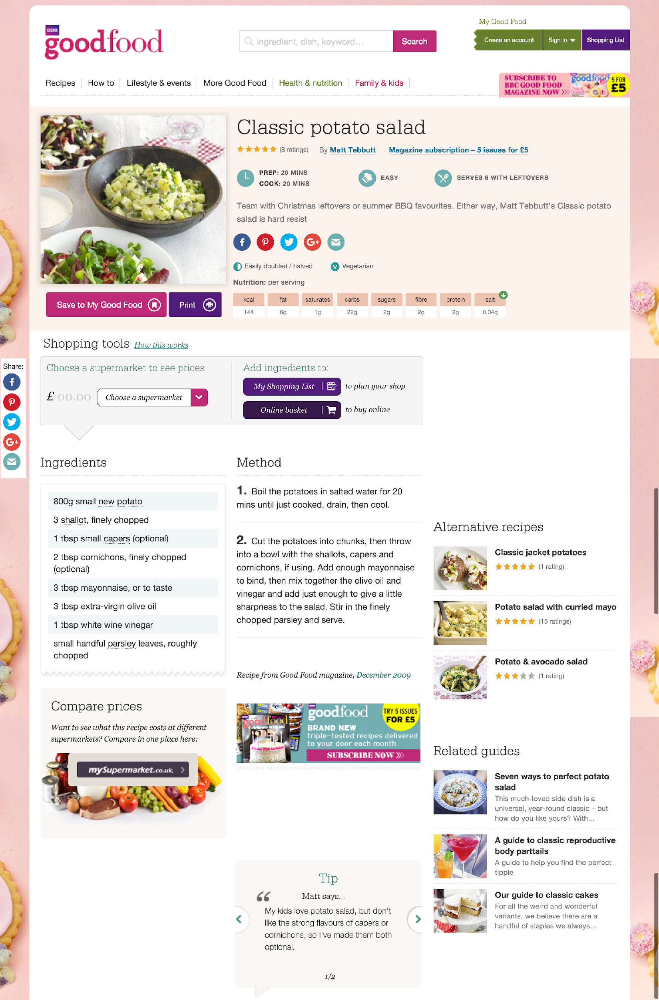 My Good Food
BBC
goodfood
ingredient, dish, keyword...
Search
Create an account
Sign in
Shopping List
Recipes
How to
Lifestyle & events
More Good Food
Health & nutrition
Family & kids
SUBSCRIBE TO
BBC GOOD FOOD
MAGAZINE NOW
goodfood
5 FOR
£5
Classic potato salad
(8 ratings)
By Matt Tebbutt
Magazine subscription – 5 issues for £5
PREP: 20 MINS
COOK: 20 MINS
EASY
SERVES 6 WITH LEFTOVERS
Team with Christmas leftovers or summer BBQ favourites. Either way, Matt Tebbutt's Classic potato
salad is hard resist
Easily doubled / halved
Vegetarian
Nutrition: per serving
Save to My Good Food
Print
kcal fat saturates carbs sugars fibre protein salt
144 6g 1g 22g 2g 2g 2g 0.04g
Shopping tools How this works
Share:
Choose a supermarket to see prices
£ 00.00
Choose a supermarket
Add ingredients to:
My Shopping List
to plan your shop
Online basket
to buy online
Ingredients
800g small new potato
3 shallot, finely chopped
1 tbsp small capers (optional)
2 tbsp cornichons, finely chopped
(optional)
3 tbsp mayonnaise, or to taste
3 tbsp extra-virgin olive oil
1 tbsp white wine vinegar
small handful parsley leaves, roughly
chopped
Method
1. Boil the potatoes in salted water for 20
mins until just cooked, drain, then cool.
2. Cut the potatoes into chunks, then throw
into a bowl with the shallots, capers and
cornichons, if using. Add enough mayonnaise
to bind, then mix together the olive oil and
vinegar and add just enough to give a little
sharpness to the salad. Stir in the finely
chopped parsley and serve.
Recipe from Good Food magazine, December 2009
Alternative recipes
Classic jacket potatoes
(1 rating)
Potato salad with curried mayo
(15 ratings)
Potato & avocado salad
(1 rating)
Compare prices
Want to see what this recipe costs at different
supermarkets? Compare in one place here:
mySupermarket.co.uk
goodfood
25
goodfood
TRY 5 ISSUES
FOR £5
BRAND NEW
triple-tested recipes delivered
to your door each month
SUBSCRIBE NOW
Related guides
Seven ways to perfect potato
salad
This much-loved side dish is a
universal, year-round classic – but
how do you like yours? With...
A guide to classic reproductive
body parttails
A guide to help you find the perfect
tipple
Our guide to classic cakes
For all the weird and wonderful
variants, we believe there are a
handful of staples we always...
Tip
Matt says...
My kids love potato salad, but don't
like the strong flavours of capers or
cornichons, so I've made them both
optional.
1/2